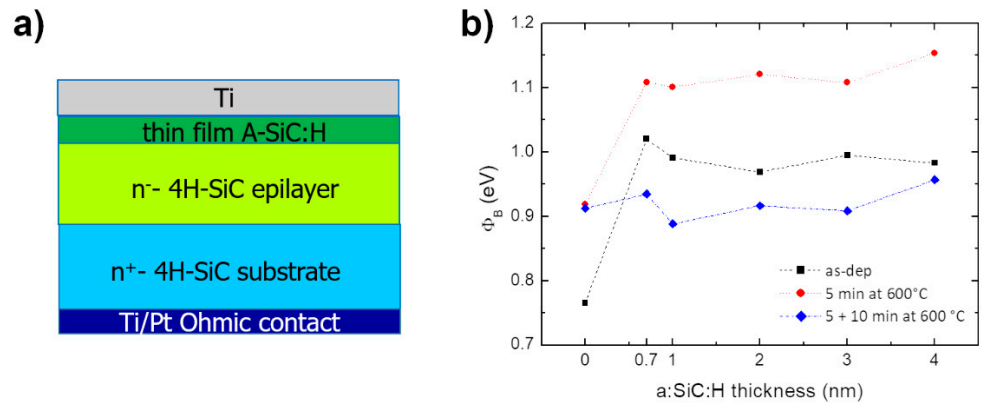 a)
Ti
thin film A-SiC:H
n⁻- 4H-SiC epilayer
n⁺- 4H-SiC substrate
Ti/Pt Ohmic contact
b)
1.2
1.1
1.0
0.9
0.8
0.7
Φ_B (eV)
as-dep
5 min at 600°C
5 + 10 min at 600 °C
0 0.7 1 2 3 4
a:SiC:H thickness (nm)